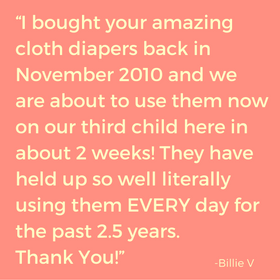 “I bought your amazing
cloth diapers back in
November 2010 and we
are about to use them now
on our third child here in
about 2 weeks! They have
held up so well literally
using them EVERY day for
the past 2.5 years.
Thank You!”
-Billie V